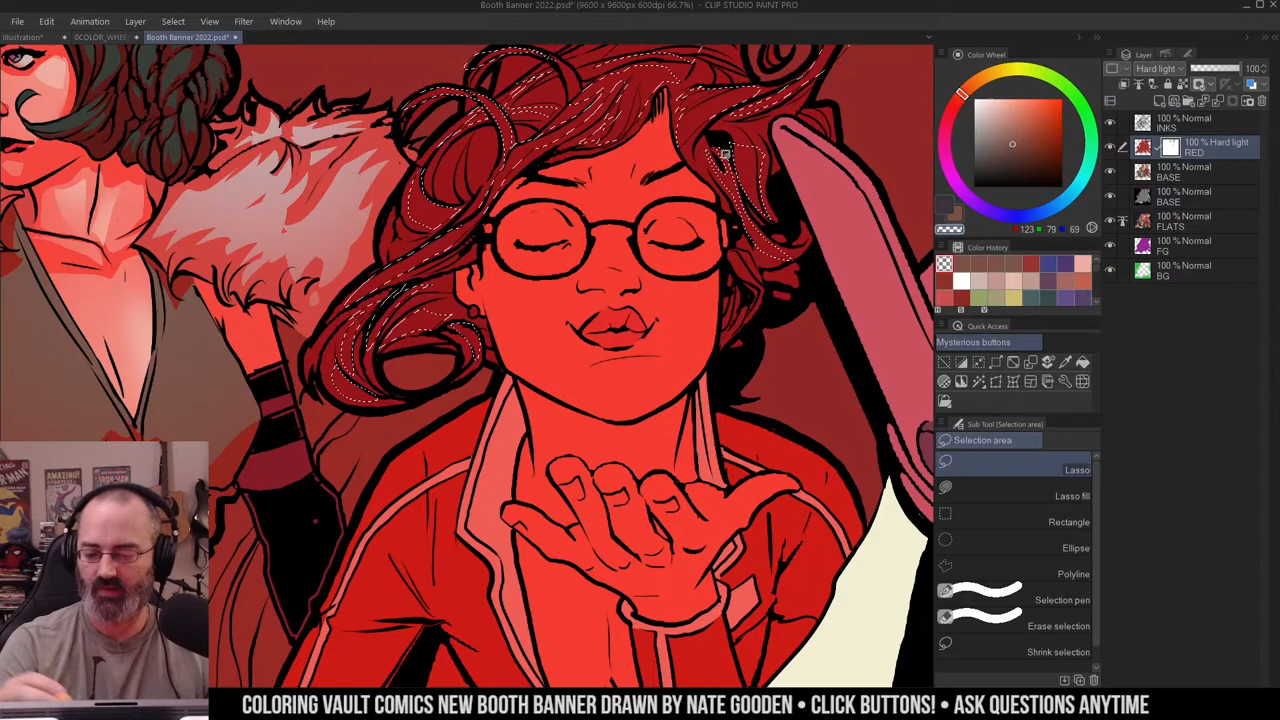 Booth Banner 2022.psd* (9600 x 9600px 600dpi 66.7%) - CLIP STUDIO PAINT PRO
File Edit Animation Layer Select View Filter Window Help
Illustration* 0COLOR_WHEE Booth Banner 2022.psd*
Color Wheel
123 79 69
Color History
H S V
Quick Access
Mysterious buttons
Sub Tool [Selection area]
Selection area
Lasso
Lasso fill
Rectangle
Ellipse
Polyline
Selection pen
Erase selection
Shrink selection
Layer
Hard light 100
100 % Normal
INKS
100 % Hard light
RED
100 % Normal
BASE
100 % Normal
BASE
100 % Normal
FLATS
100 % Normal
FG
100 % Normal
BG
COLORING VAULT COMICS NEW BOOTH BANNER DRAWN BY NATE GOODEN • CLICK BUTTONS! • ASK QUESTIONS ANYTIME